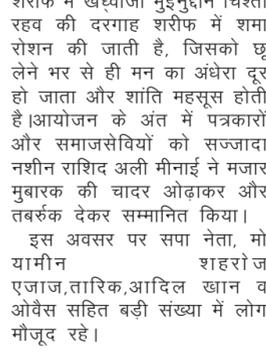 शरीफ में ख्वाजा मुइनुद्दीन चिश्ती
रहव की दरगाह शरीफ में शमा
रोशन की जाती है, जिसको छू
लेने भर से ही मन का अंधेरा दूर
हो जाता और शांति महसूस होती
है।आयोजन के अंत में पत्रकारों
और समाजसेवियों को सज्जादा
नशीन राशिद अली मीनाई ने मजार
मुबारक की चादर ओढ़ाकर और
तबर्रुक देकर सम्मानित किया।
इस अवसर पर सपा नेता, मो
यामीन शहरोज
एजाज,तारिक,आदिल खान व
ओवैस सहित बड़ी संख्या में लोग
मौजूद रहे।